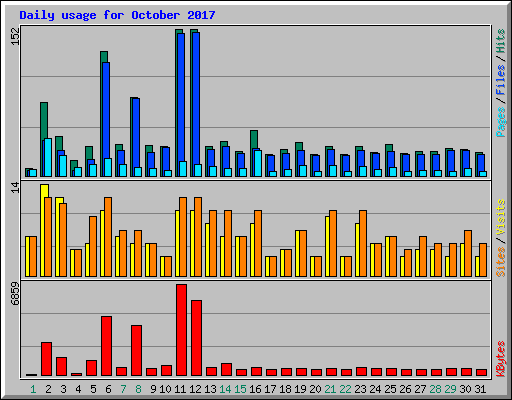 Daily usage for October 2017
152
Pages / Files / Hits
14
Sites / Visits
6859
KBytes
1 2 3 4 5 6 7 8 9 10 11 12 13 14 15 16 17 18 19 20 21 22 23 24 25 26 27 28 29 30 31